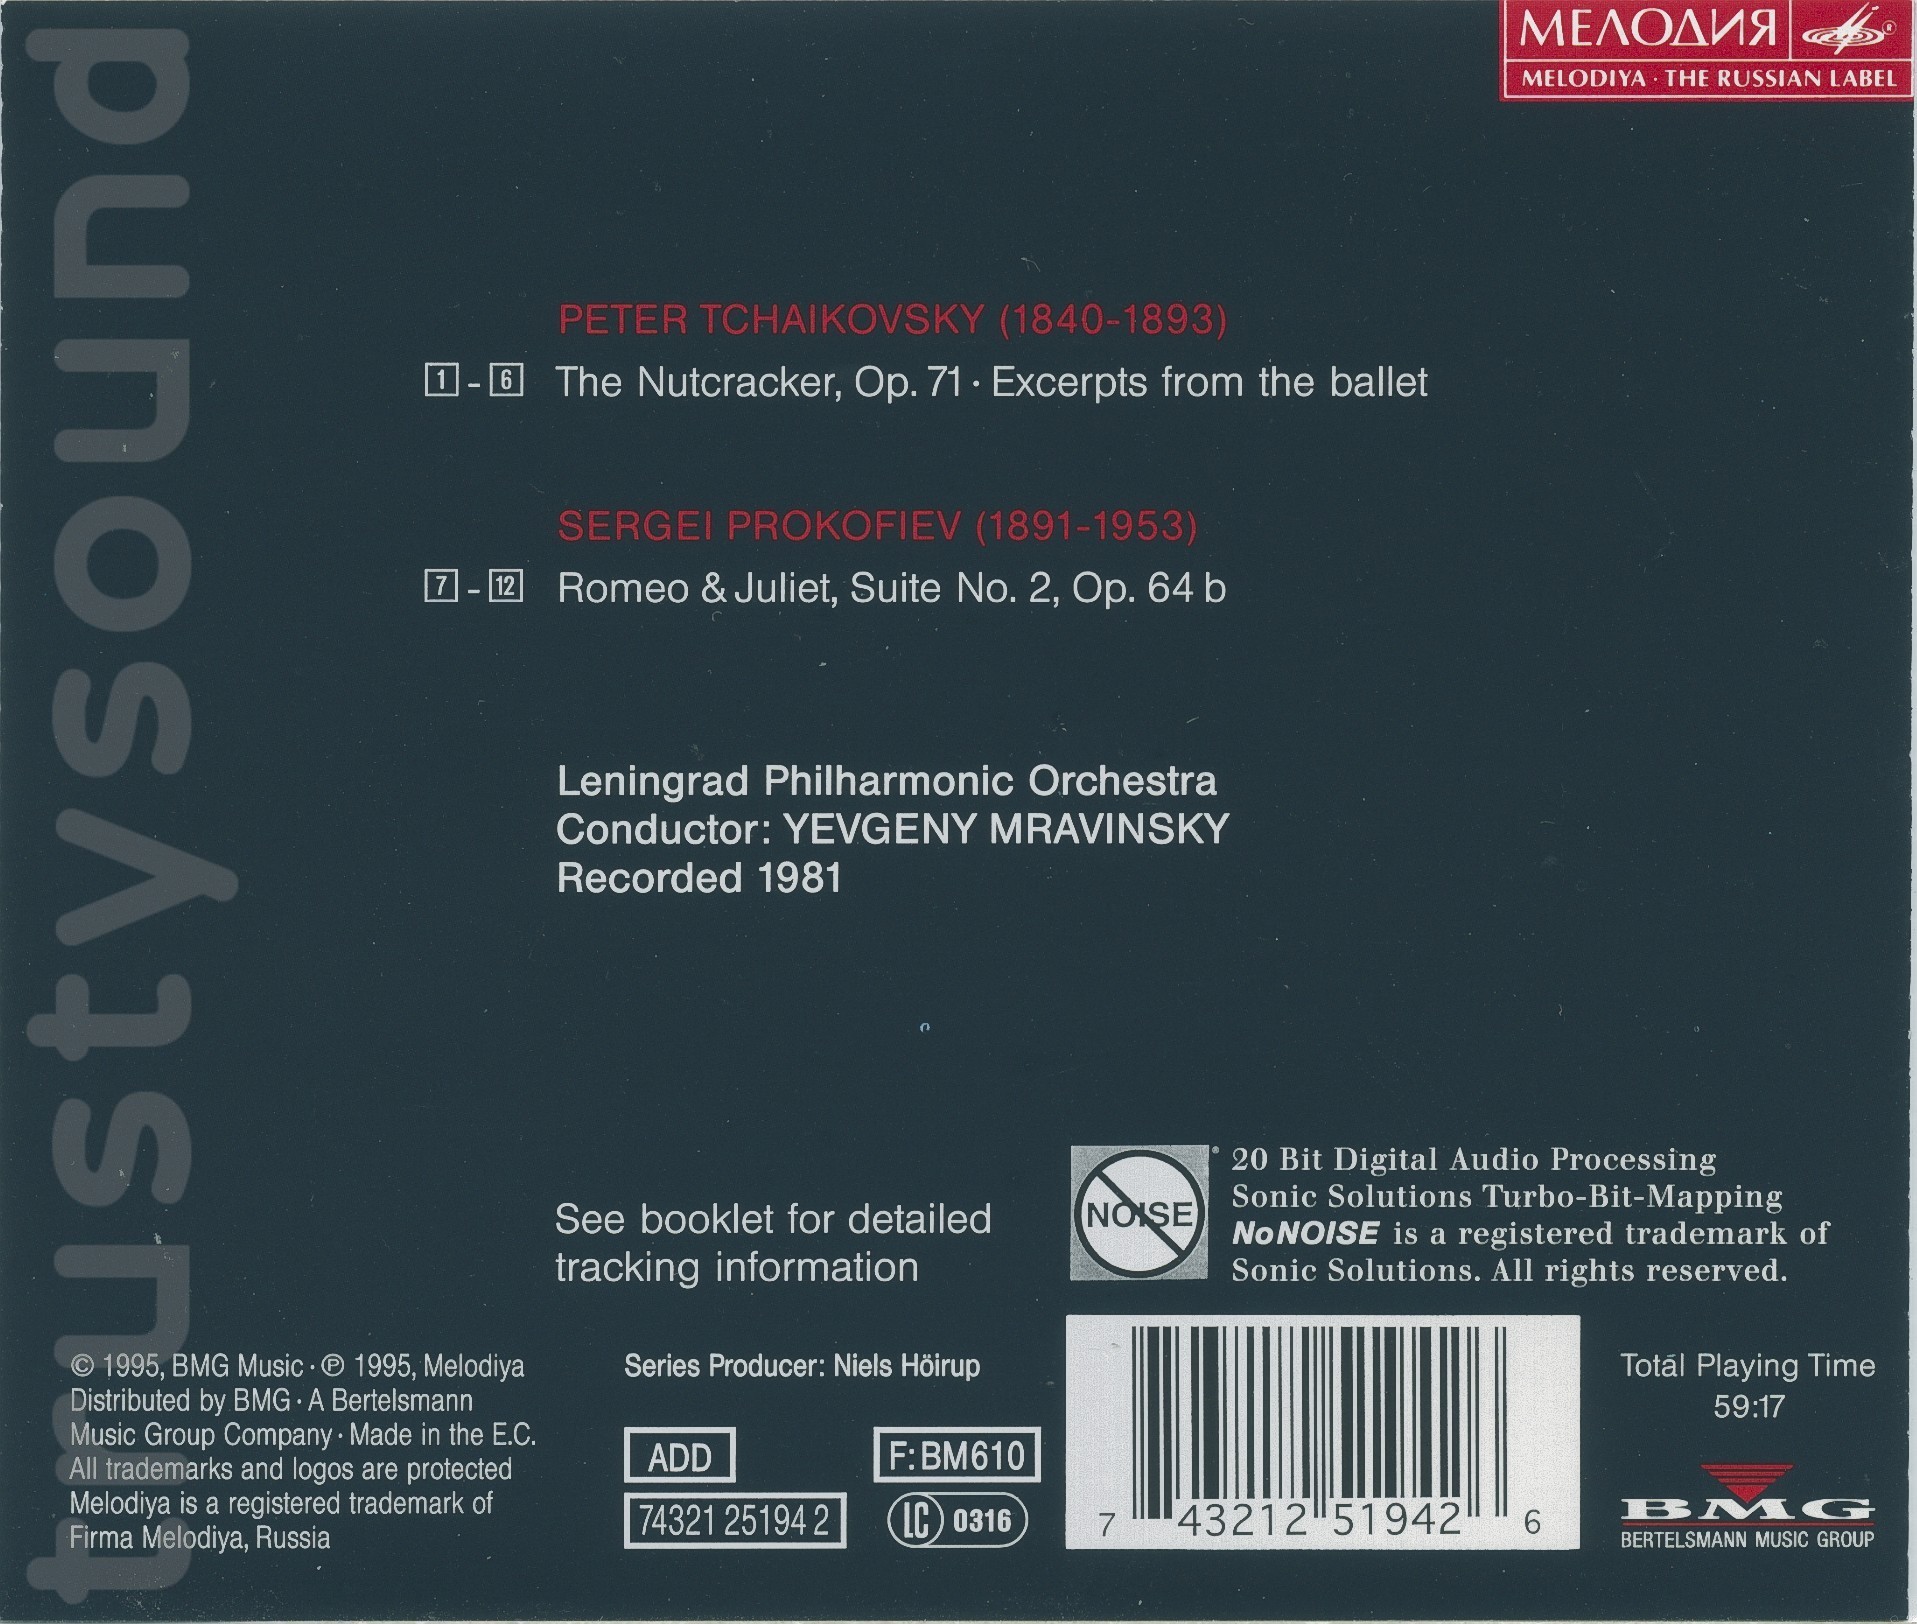 МЕЛОДИЯ
MELODIYA · THE RUSSIAN LABEL
PETER TCHAIKOVSKY (1840-1893)
1 - 6 The Nutcracker, Op. 71 · Excerpts from the ballet
SERGEI PROKOFIEV (1891-1953)
7 - 12 Romeo & Juliet, Suite No. 2, Op. 64 b
Leningrad Philharmonic Orchestra
Conductor: YEVGENY MRAVINSKY
Recorded 1981
See booklet for detailed
tracking information
NOISE
20 Bit Digital Audio Processing
Sonic Solutions Turbo-Bit-Mapping
NoNOISE is a registered trademark of
Sonic Solutions. All rights reserved.
© 1995, BMG Music · ℗ 1995, Melodiya
Distributed by BMG · A Bertelsmann
Music Group Company · Made in the E.C.
All trademarks and logos are protected
Melodiya is a registered trademark of
Firma Melodiya, Russia
Series Producer: Niels Höirup
ADD
F:BM610
74321 25194 2
LC 0316
7 43212 51942 6
Total Playing Time
59:17
BMG
BERTELSMANN MUSIC GROUP
trustysound